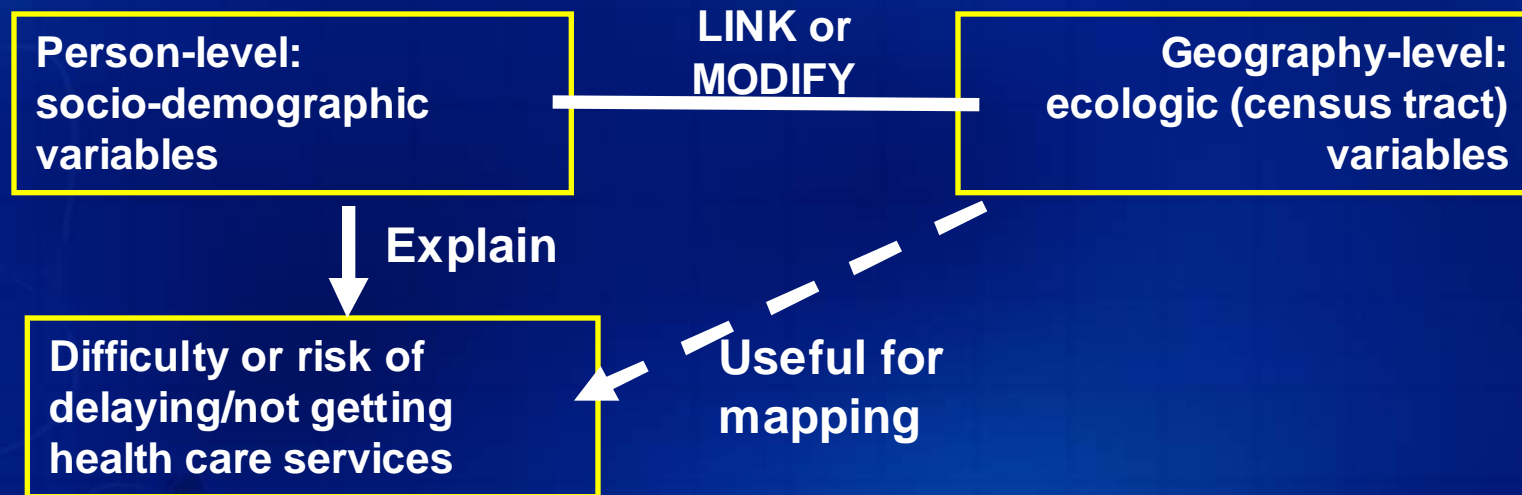 Person-level:
socio-demographic
variables
LINK or
MODIFY
Geography-level:
ecologic (census tract)
variables
Explain
Difficulty or risk of
delaying/not getting
health care services
Useful for
mapping